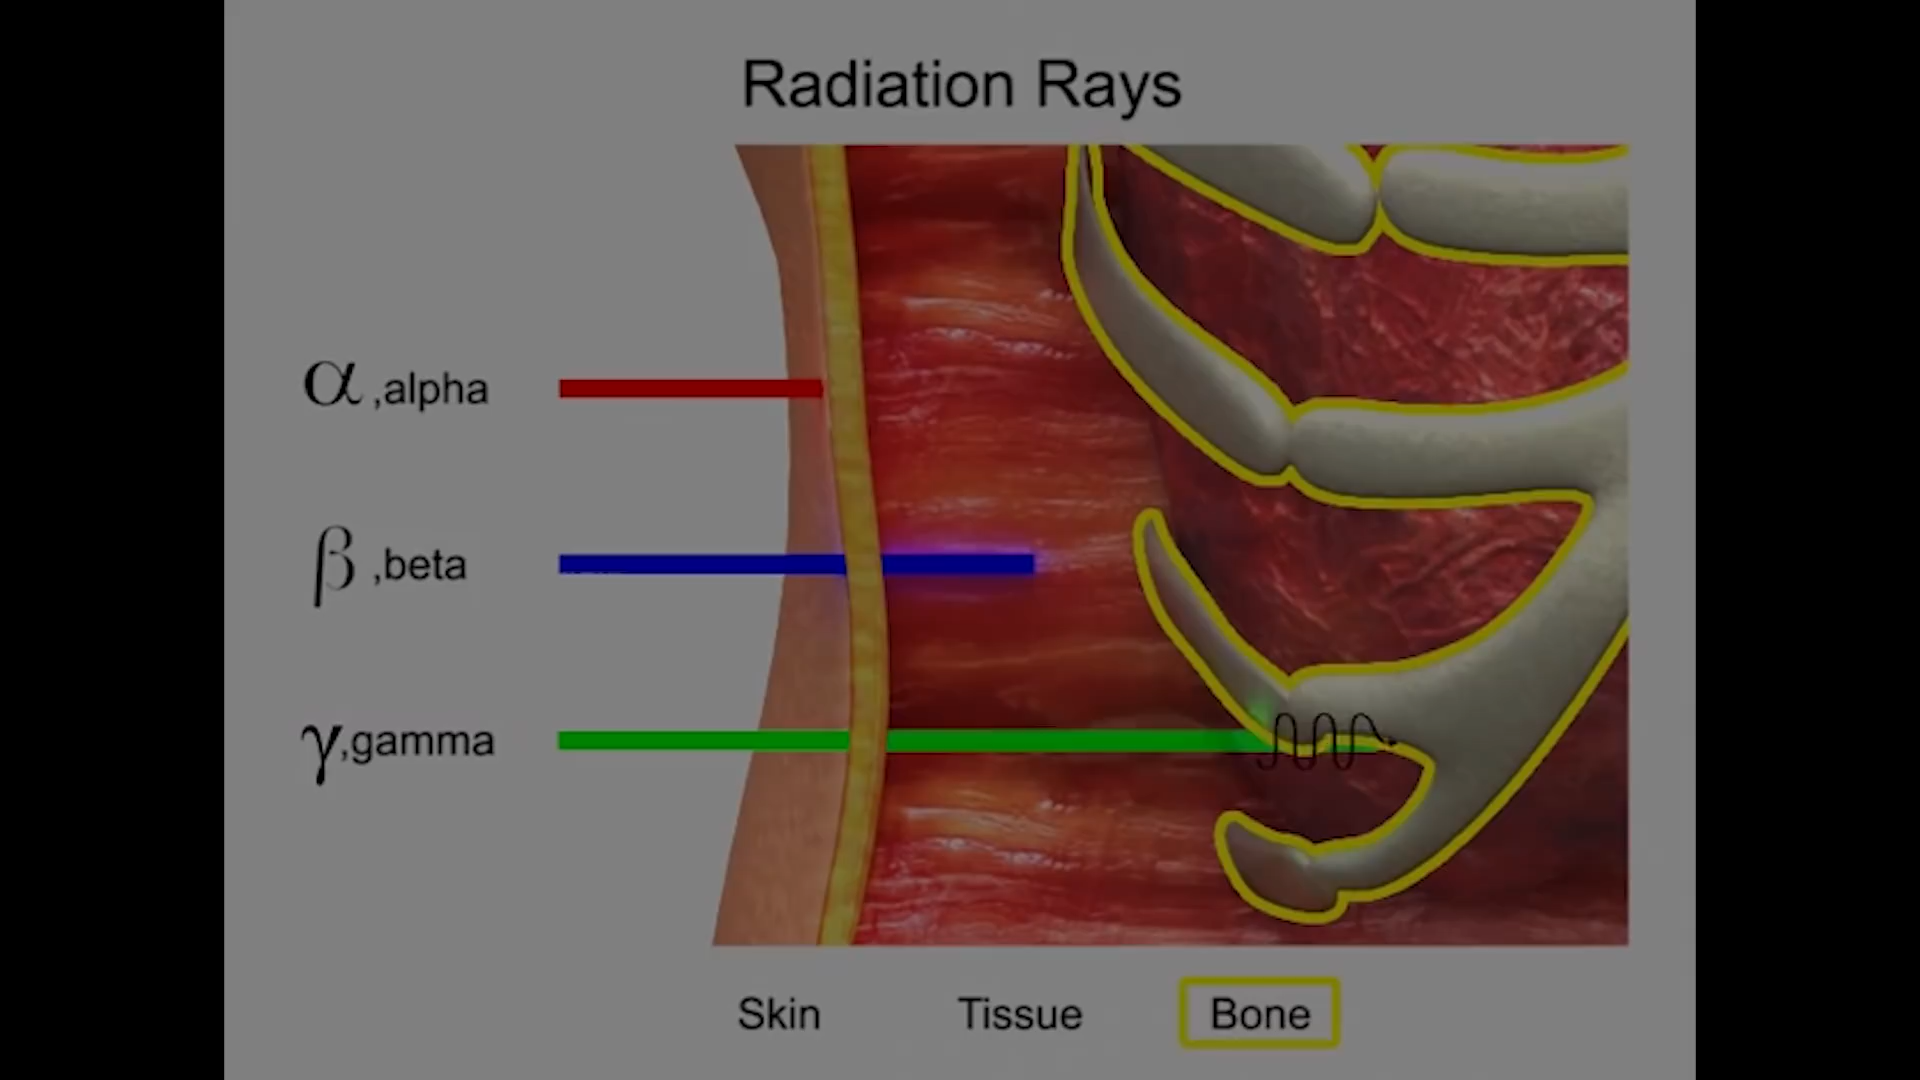 Radiation Rays
α ,alpha
β ,beta
γ,gamma
Skin Tissue Bone